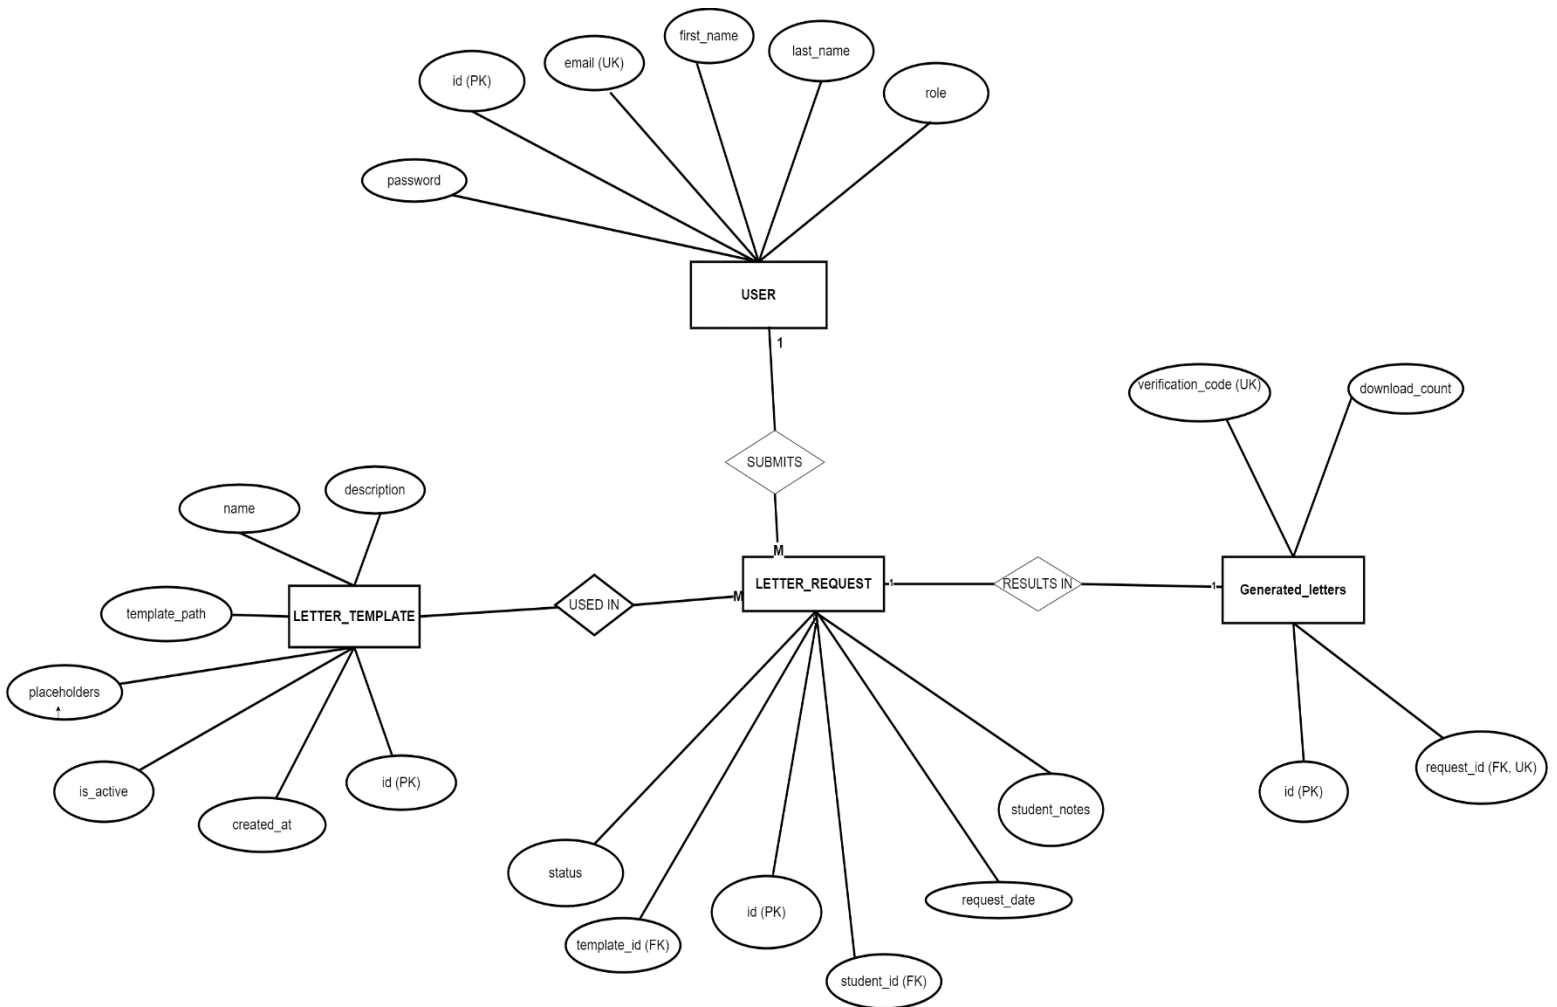 first_name
last_name
email (UK)
id (PK)
role
password
USER
1
SUBMITS
verification_code (UK)
download_count
description
name
M
LETTER_REQUEST
1
RESULTS IN
1
Generated_letters
LETTER_TEMPLATE
USED IN
M
template_path
placeholders
is_active
created_at
id (PK)
student_notes
request_id (FK, UK)
id (PK)
status
id (PK)
request_date
template_id (FK)
student_id (FK)